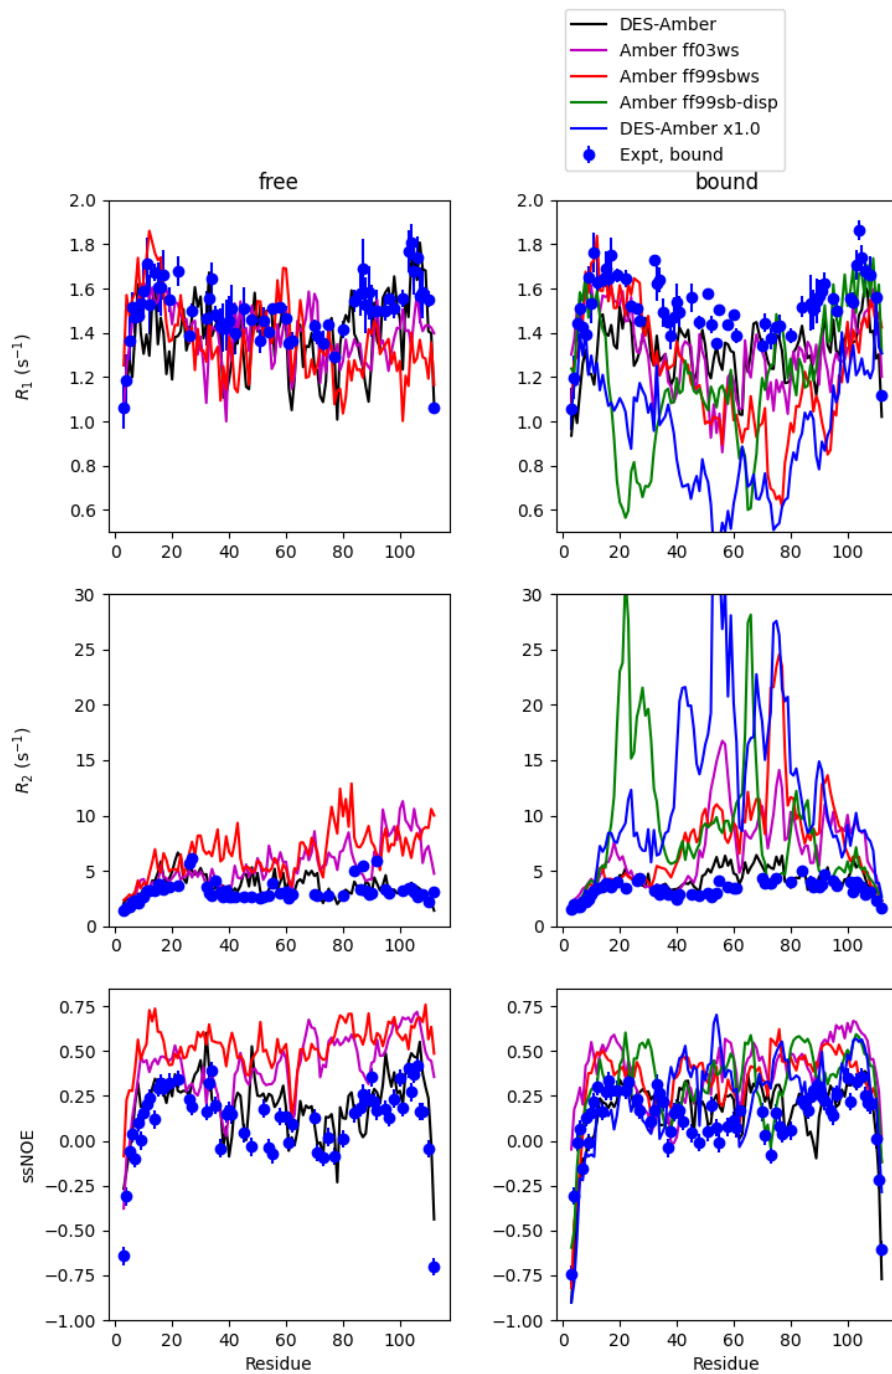 DES-Amber
Amber ff03ws
Amber ff99sbws
Amber ff99sb-disp
DES-Amber x1.0
Expt, bound
free
bound
2.0
1.8
1.6
1.4
1.2
1.0
0.8
0.6
R₁ (s⁻¹)
0 20 40 60 80 100
2.0
1.8
1.6
1.4
1.2
1.0
0.8
0.6
0 20 40 60 80 100
30
25
20
15
10
5
0
R₂ (s⁻¹)
0 20 40 60 80 100
30
25
20
15
10
5
0
0 20 40 60 80 100
0.75
0.50
0.25
0.00
−0.25
−0.50
−0.75
−1.00
ssNOE
0 20 40 60 80 100
Residue
0.75
0.50
0.25
0.00
−0.25
−0.50
−0.75
−1.00
0 20 40 60 80 100
Residue